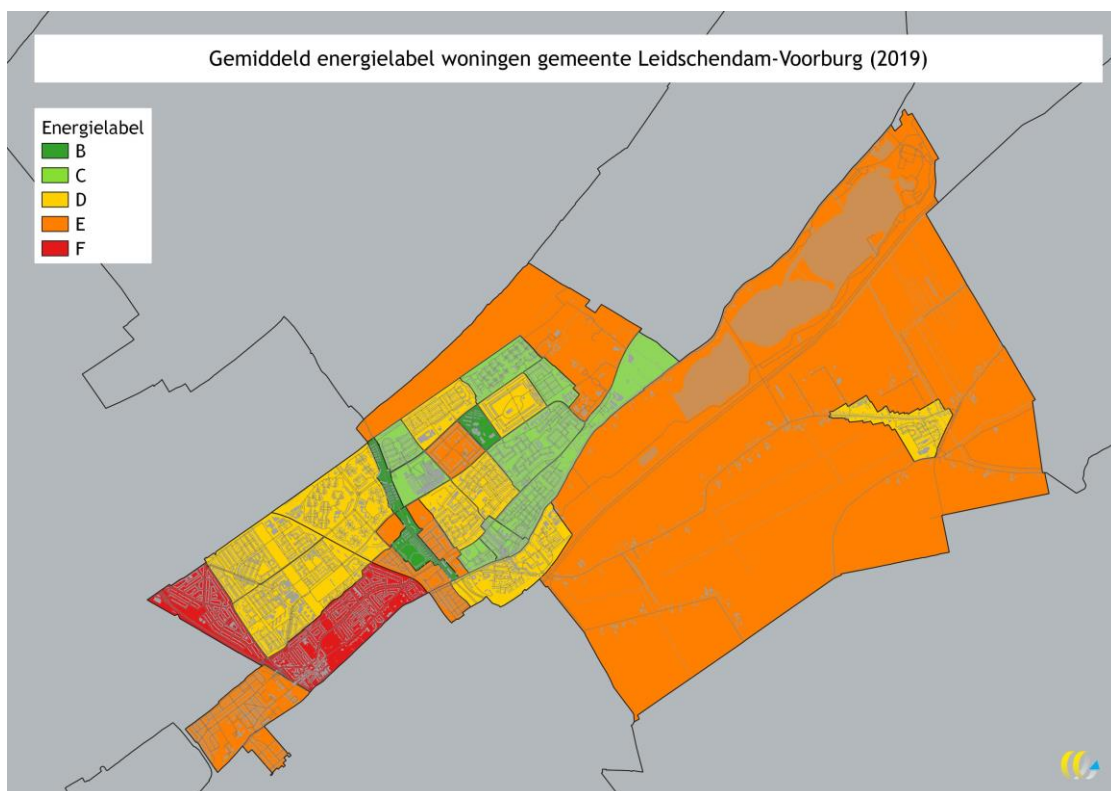 Gemiddeld energielabel woningen gemeente Leidschendam-Voorburg (2019)
Energielabel
B
C
D
E
F